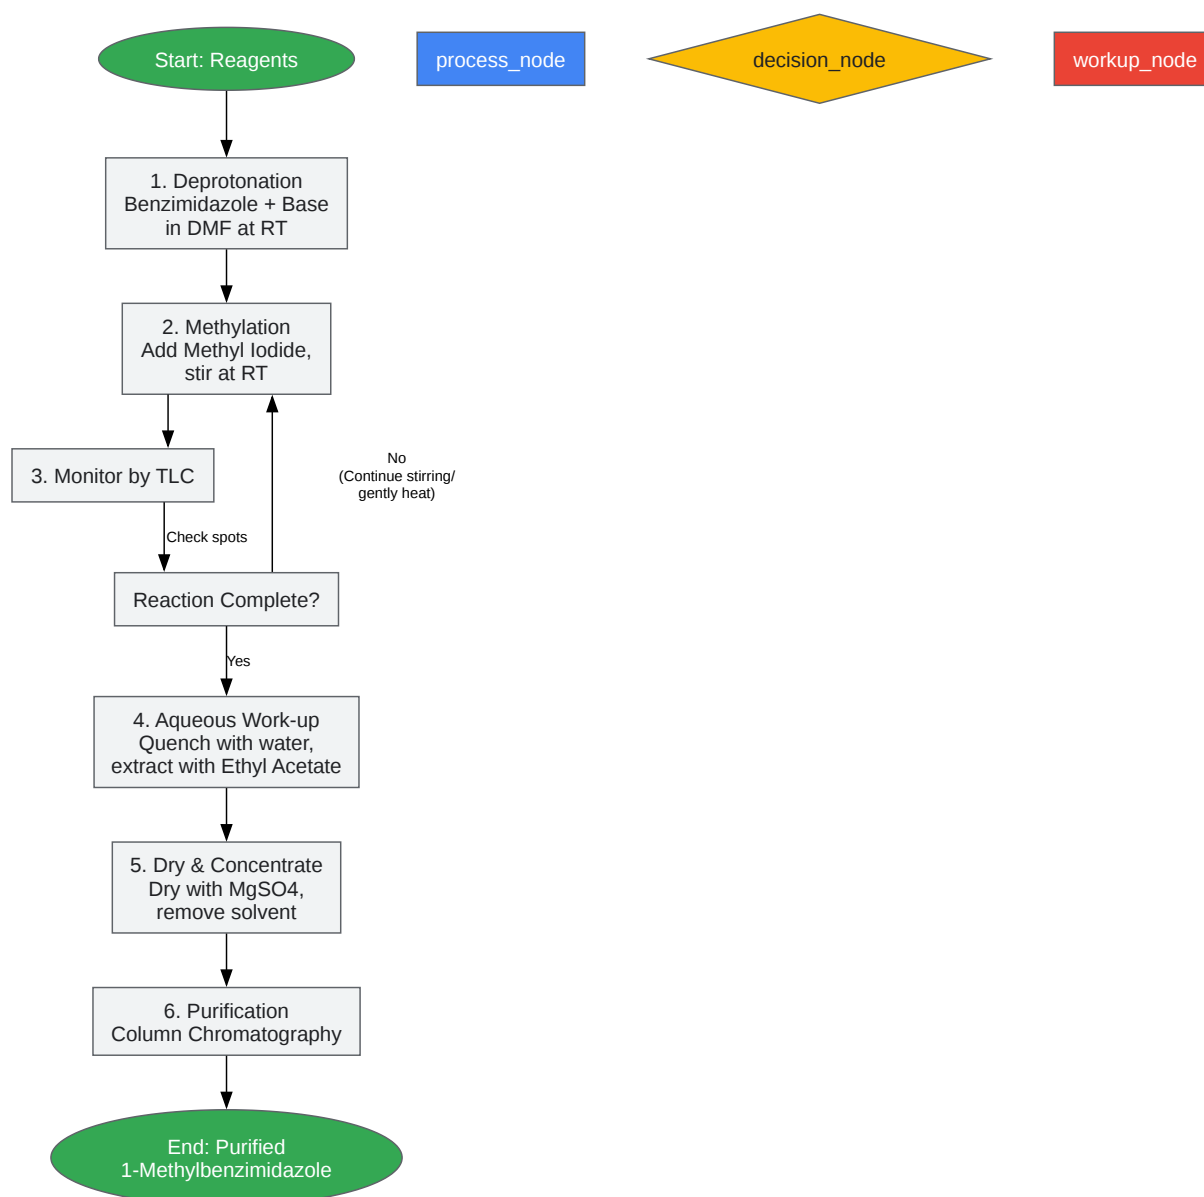 Start: Reagents
process_node
decision_node
workup_node
1. Deprotonation
Benzimidazole + Base
in DMF at RT
2. Methylation
Add Methyl Iodide,
stir at RT
3. Monitor by TLC
No
(Continue stirring/
gently heat)
Check spots
Reaction Complete?
Yes
4. Aqueous Work-up
Quench with water,
extract with Ethyl Acetate
5. Dry & Concentrate
Dry with MgSO4,
remove solvent
6. Purification
Column Chromatography
End: Purified
1-Methylbenzimidazole